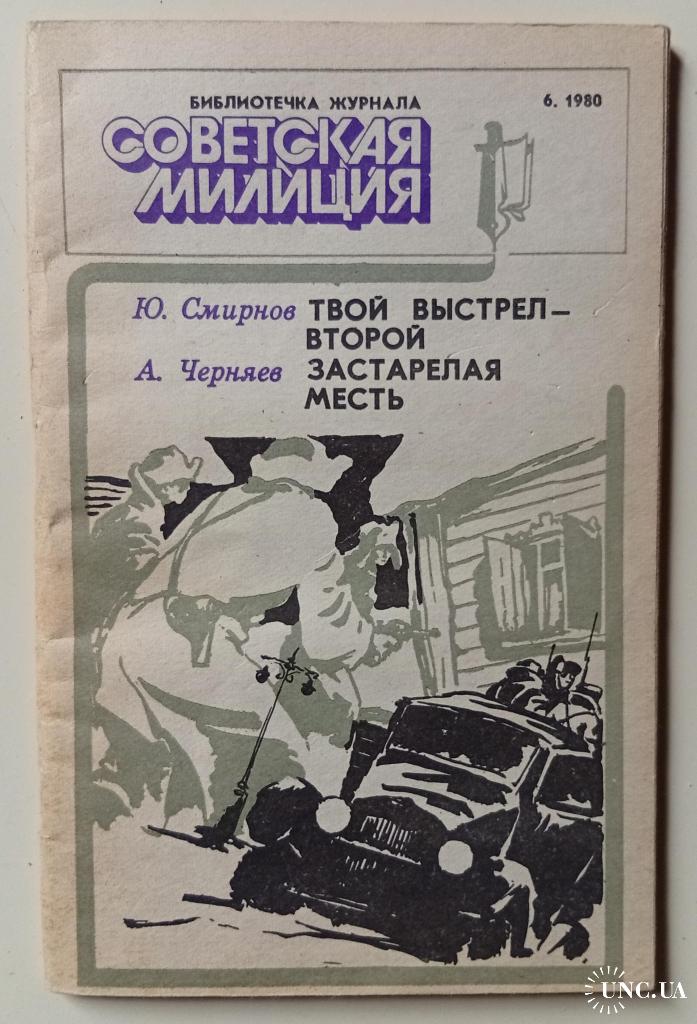 БИБЛИОТЕЧКА ЖУРНАЛА 6. 1980
СОВЕТСКАЯ
МИЛИЦИЯ
Ю. Смирнов ТВОЙ ВЫСТРЕЛ—
ВТОРОЙ
А. Черняев ЗАСТАРЕЛАЯ
МЕСТЬ
UNC.UA